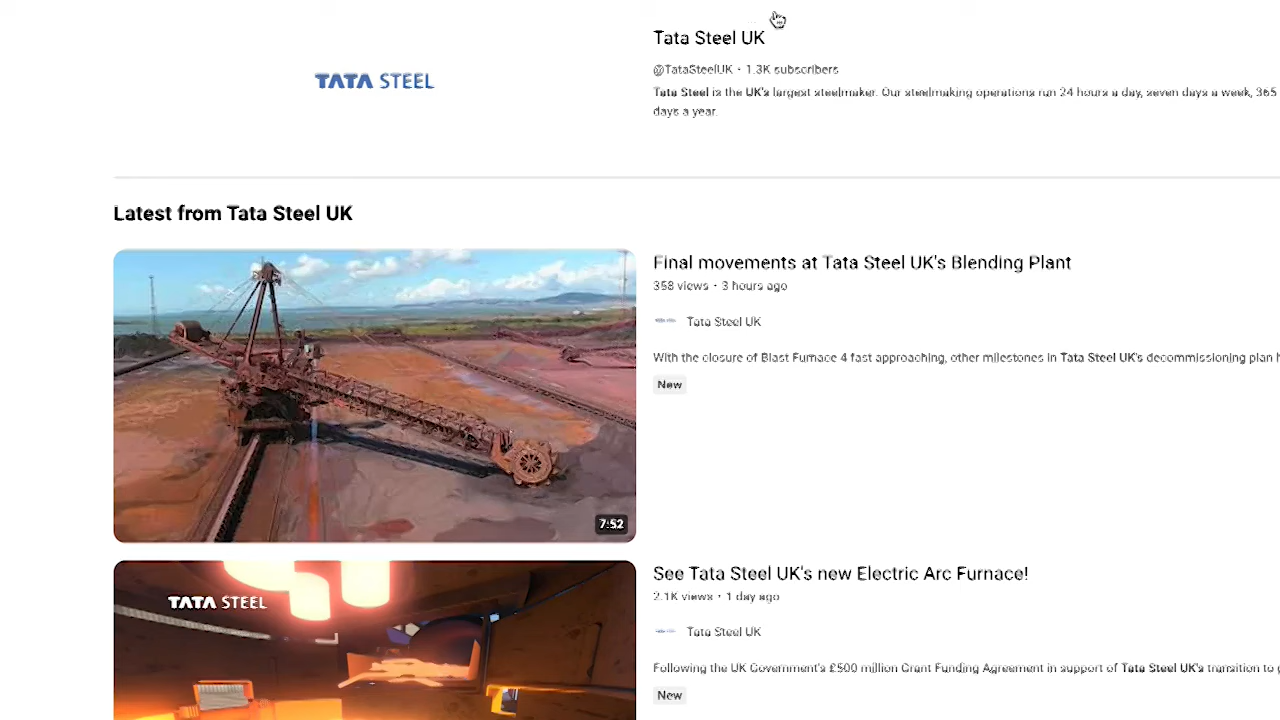 TATA STEEL
Tata Steel UK
@TataSteelUK • 1.3K subscribers
Tata Steel is the UK's largest steelmaker. Our steelmaking operations run 24 hours a day, seven days a week, 365
days a year.
Latest from Tata Steel UK
Final movements at Tata Steel UK's Blending Plant
358 views • 3 hours ago
Tata Steel UK
With the closure of Blast Furnace 4 fast approaching, other milestones in Tata Steel UK's decommissioning plan
New
7:52
See Tata Steel UK's new Electric Arc Furnace!
2.1K views • 1 day ago
Tata Steel UK
Following the UK Government's £500 million Grant Funding Agreement in support of Tata Steel UK's transition to
New
TATA STEEL